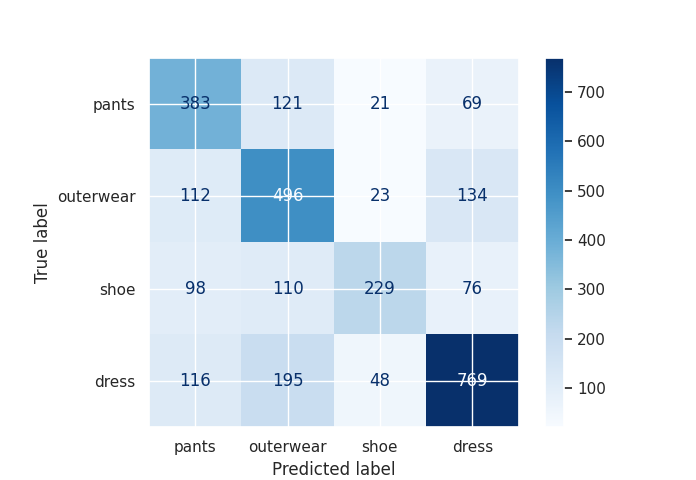 pants 383 121 21 69
outerwear 112 496 23 134
shoe 98 110 229 76
dress 116 195 48 769
pants outerwear shoe dress
Predicted label
True label
700
600
500
400
300
200
100